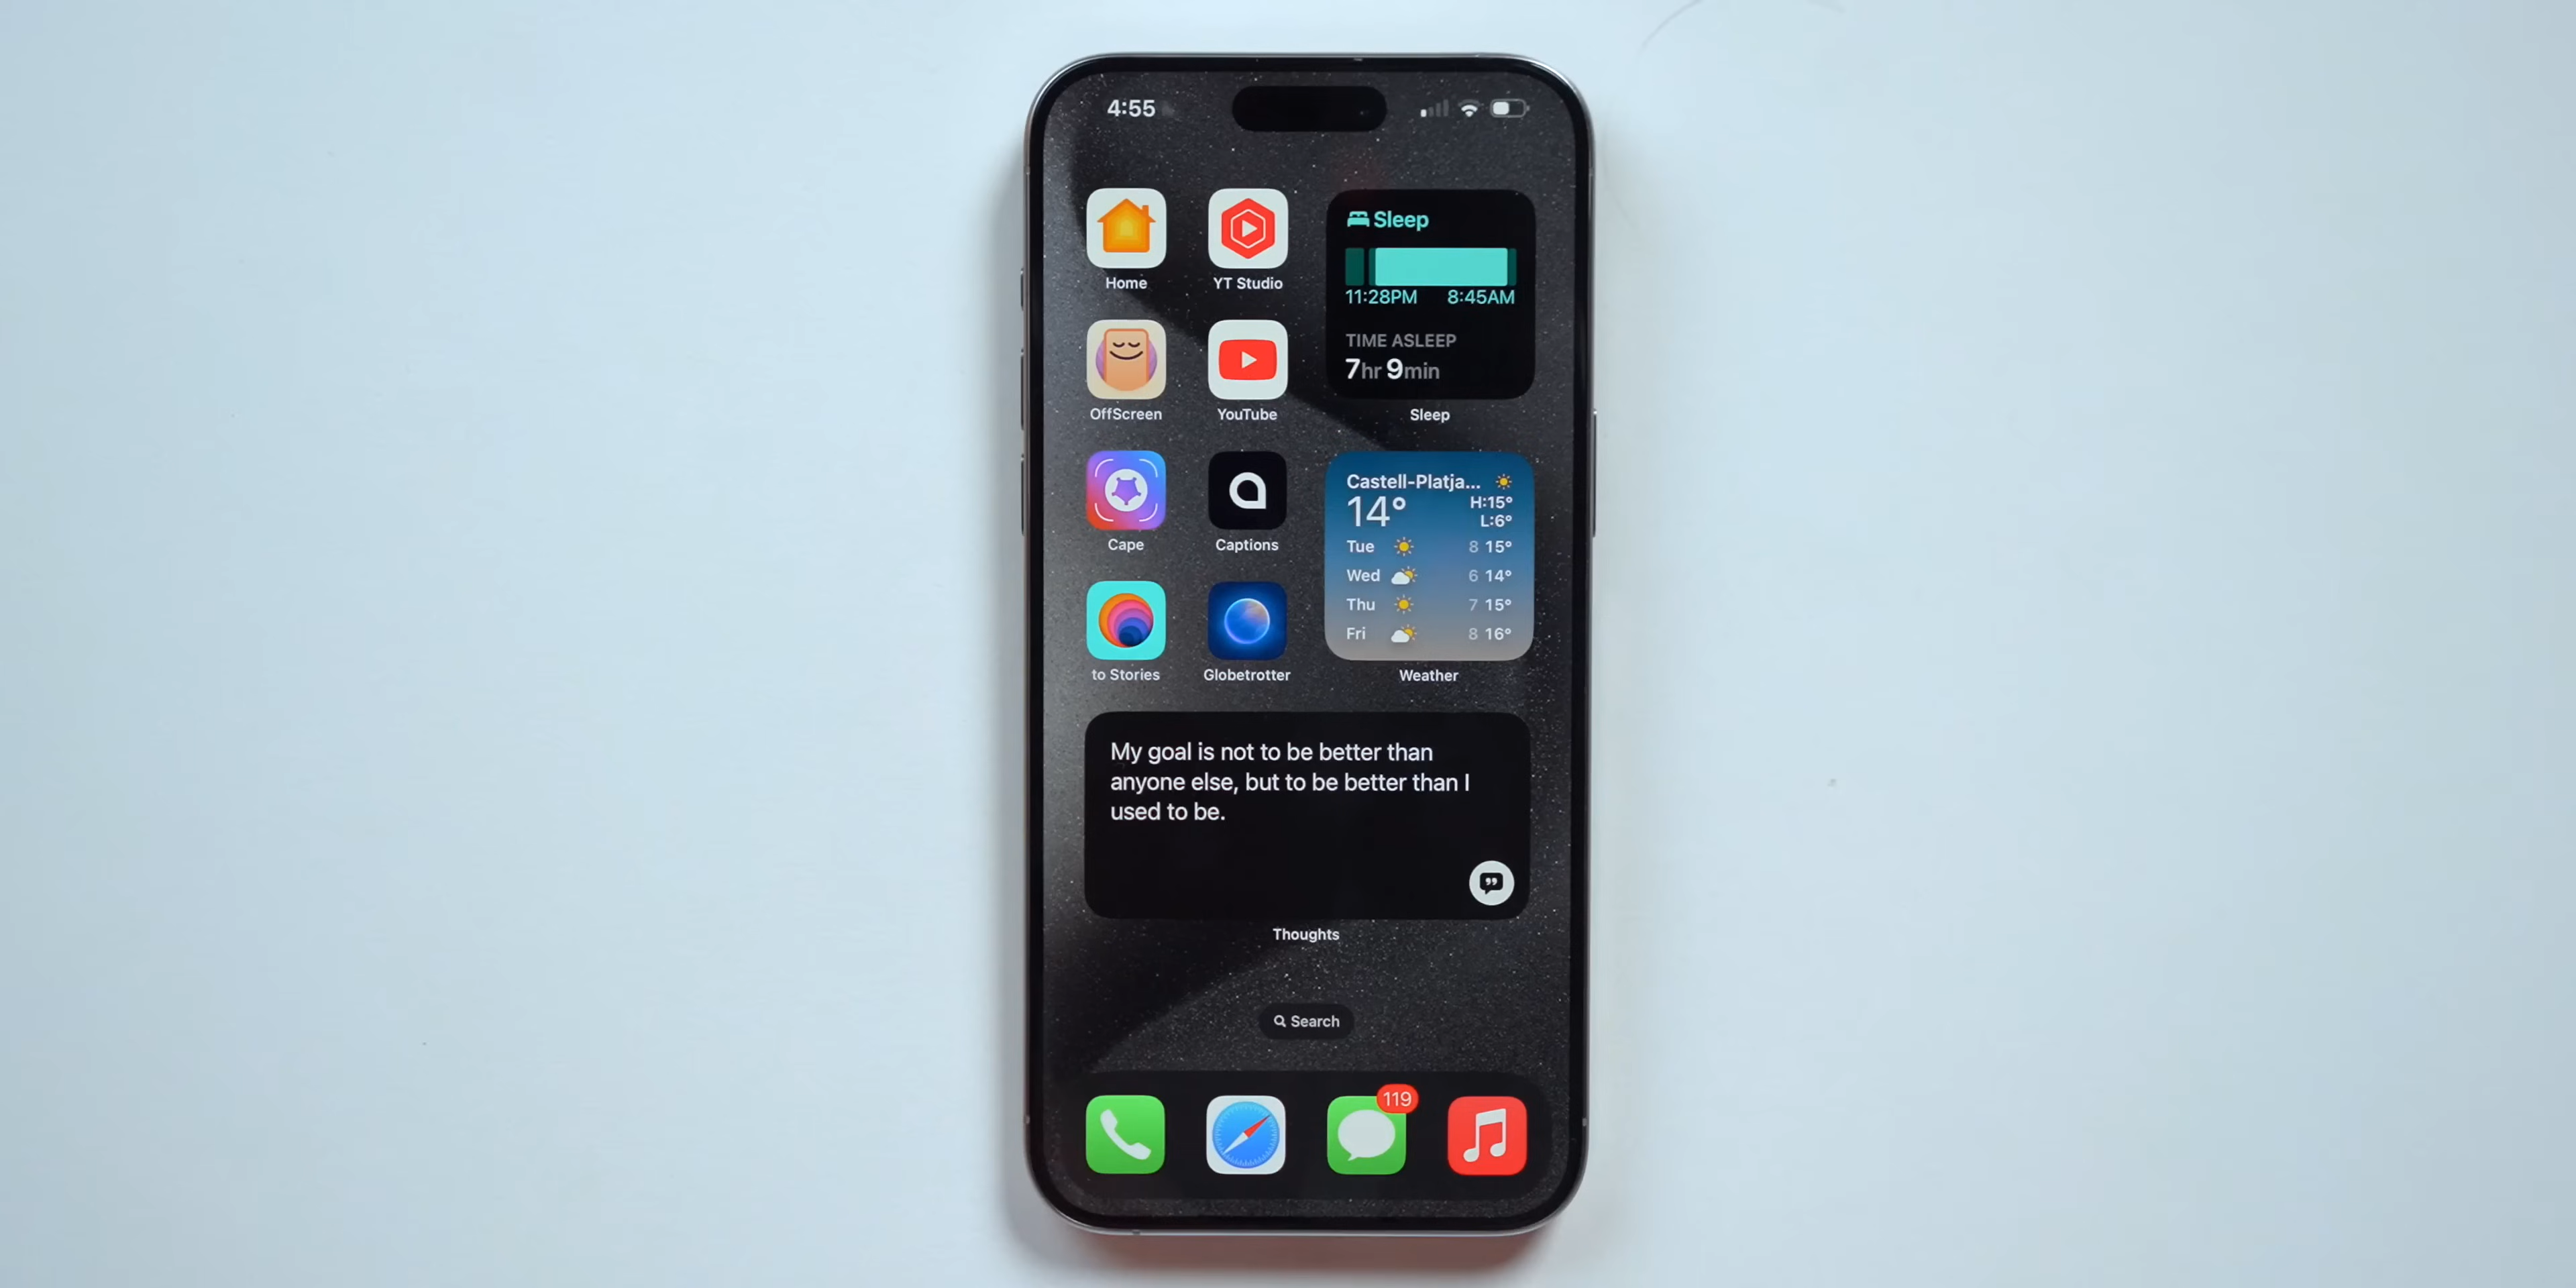 4:55
Home
YT Studio
Sleep
11:28PM 8:45AM
TIME ASLEEP
7hr 9min
Sleep
OffScreen
YouTube
Cape
Captions
Castell-Platja...
14°
H:15°
L:6°
Tue 8 15°
Wed 6 14°
Thu 7 15°
Fri 8 16°
Weather
to Stories
Globetrotter
My goal is not to be better than
anyone else, but to be better than I
used to be.
Thoughts
Search
119